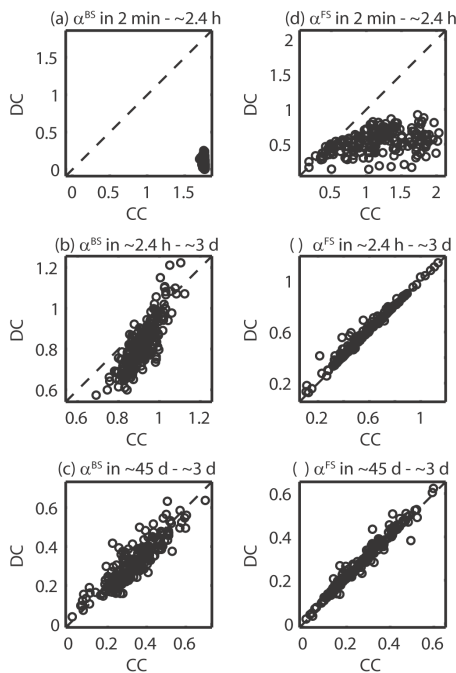 (a) α^BS in 2 min - ~2.4 h
DC
1.5
1
0.5
0
0 0.5 1 1.5
CC
(d) α^FS in 2 min - ~2.4 h
DC
2
1.5
1
0.5
0
0.5 1 1.5 2
CC
(b) α^BS in ~2.4 h - ~3 d
DC
1.2
1
0.8
0.6
0.6 0.8 1 1.2
CC
( ) α^FS in ~2.4 h - ~3 d
DC
1
0.6
0.2
0.2 0.6 1
CC
(c) α^BS in ~45 d - ~3 d
DC
0.6
0.4
0.2
0
0 0.2 0.4 0.6
CC
( ) α^FS in ~45 d - ~3 d
DC
0.6
0.4
0.2
0
0 0.2 0.4 0.6
CC